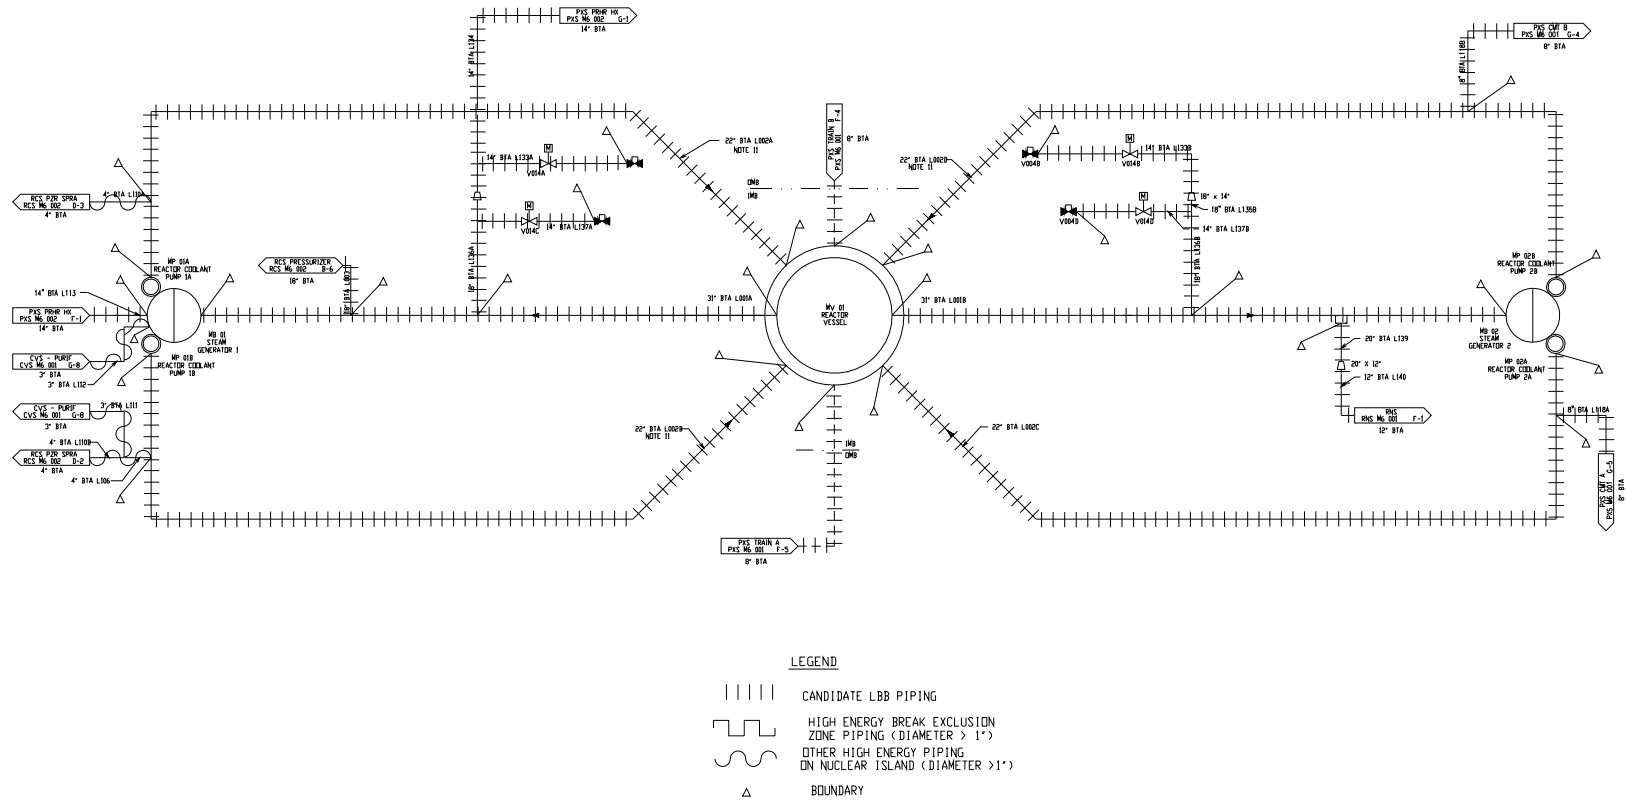 PXS PRHR HX
PXS M6 002 G-1
14" BTA
14" BTA L134
PXS CMT B
PXS M6 001 G-4
8" BTA
8" BTA L118B
PXS TRAIN B
PXS M6 001 F-4
8" BTA
22" BTA L002A
NOTE 11
22" BTA L002D
NOTE 11
M
14" BTA L133A
V014A
M
V014C
14" BTA L137A
18" BTA L136A
OMB
IMB
M
V004B
V014B
14" BTA L133B
M
V004D
V014D
18" x 14"
18" BTA L135B
14" BTA L137B
18" BTA L136B
4" BTA L110A
RCS PZR SPRA
RCS M6 002 D-3
4" BTA
MP 01A
REACTOR COOLANT
PUMP 1A
RCS PRESSURIZER
RCS M6 002 B-6
18" BTA
18" BTA L003
14" BTA L113
PXS PRHR HX
PXS M6 002 F-1
14" BTA
MB 01
STEAM
GENERATOR 1
CVS - PURIF
CVS M6 001 G-8
3" BTA
3" BTA L112
MP 01B
REACTOR COOLANT
PUMP 1B
31" BTA L001A
MV 01
REACTOR
VESSEL
31" BTA L001B
MP 02B
REACTOR COOLANT
PUMP 2B
MB 02
STEAM
GENERATOR 2
20" BTA L139
20" X 12"
12" BTA L140
RNS
RNS M6 001 F-1
12" BTA
MP 02A
REACTOR COOLANT
PUMP 2A
8" BTA L118A
PXS CMT A
PXS M6 001 G-5
8" BTA
3" BTA L111
CVS - PURIF
CVS M6 001 G-8
3" BTA
4" BTA L110B
RCS PZR SPRA
RCS M6 002 D-2
4" BTA
4" BTA L106
22" BTA L002B
NOTE 11
22" BTA L002C
IMB
OMB
PXS TRAIN A
PXS M6 001 F-5
8" BTA
LEGEND
CANDIDATE LBB PIPING
HIGH ENERGY BREAK EXCLUSION
ZONE PIPING (DIAMETER > 1")
OTHER HIGH ENERGY PIPING
ON NUCLEAR ISLAND (DIAMETER >1")
BOUNDARY